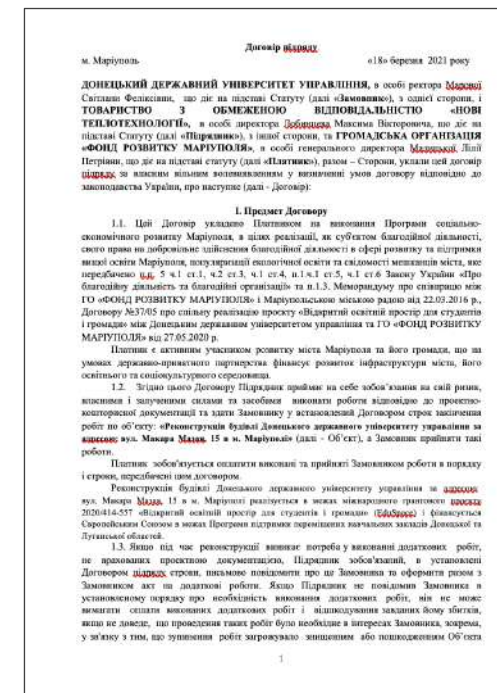 Договір підряду
м. Маріуполь «18» березня 2021 року
ДОНЕЦЬКИЙ ДЕРЖАВНИЙ УНІВЕРСИТЕТ УПРАВЛІННЯ, в особі ректора Марової
Світлани Феліксівни, що діє на підставі Статуту (далі «Замовник»), з однієї сторони, і
ТОВАРИСТВО З ОБМЕЖЕНОЮ ВІДПОВІДАЛЬНІСТЮ «НОВІ
ТЕПЛОТЕХНОЛОГІЇ», в особі директора Максима Вікторовича, що діє на
підставі Статуту (далі «Підрядник»), з іншої сторони, та ГРОМАДСЬКА ОРГАНІЗАЦІЯ
«ФОНД РОЗВИТКУ МАРІУПОЛЯ», в особі генерального директора Лілії
Петрівни, що діє на підставі статуту (далі «Платник»), разом – Сторони, уклали цей договір
підряду за власним вільним волевиявленням у визначенні умов договору відповідно до
законодавства України, про наступне (далі - Договір):
1. Предмет Договору
1.1. Цей Договір укладено Платником на виконання Програми соціально-
економічного розвитку Маріуполя, в цілях реалізації, як суб'єктом благодійної діяльності,
свого права на добровільне здійснення благодійної діяльності в сфері розвитку та підтримки
вищої освіти Маріуполя, популяризації екологічної освіти та свідомості мешканців міста, яке
передбачено п.п. 5 ч.1 ст.1, ч.2 ст.3, ч.1 ст.4, п.1ч.1 ст.5, ч.1 ст.6 Закону України «Про
благодійну діяльність та благодійні організації» та п.1.3. Меморандуму про співпрацю між
ГО «ФОНД РОЗВИТКУ МАРІУПОЛЯ» і Маріупольською міською радою від 22.03.2016 р.,
Договору №37/05 про спільну реалізацію проєкту «Відкритий освітній простір для студентів
і громади» між Донецьким державним університетом управління та ГО «ФОНД РОЗВИТКУ
МАРІУПОЛЯ» від 27.05.2020 р.
Платник є активним учасником розвитку міста Маріуполя та його громади, що на
умовах державно-приватного партнерства фінансує розвиток інфраструктури міста, його
освітнього та соціокультурного середовища.
1.2. Згідно цього Договору Підрядник приймає на себе зобов'язання на свій ризик,
власними і залученими силами та засобами виконати роботи відповідно до проектно-
кошторисної документації та здати Замовнику у встановлений Договором строк закінчення
робіт по об'єкту: «Реконструкція будівлі Донецького державного університету управління за
адресою: вул. Макара Мазая, 15 в м. Маріуполі» (далі - Об'єкт), а Замовник прийняти такі
роботи.
Платник зобов'язується оплатити виконані та прийняті Замовником роботи в порядку
і строки, передбачені цим договором.
Реконструкція будівлі Донецького державного університету управління за адресою:
вул. Макара Мазая, 15 в м. Маріуполі реалізується в межах міжнародного грантового проєкту
2020/414-557 «Відкритий освітній простір для студентів і громади» (EduSpace) і фінансується
Європейським Союзом в межах Програми підтримки переміщених навчальних закладів Донецької та
Луганської областей.
1.3. Якщо під час реконструкції виникає потреба у виконанні додаткових робіт,
не врахованих проектною документацією, Підрядник зобов'язаний, в установлені
Договором підряду строки, письмово повідомити про це Замовника та оформити разом з
Замовником акт на додаткові роботи. Якщо Підрядник не повідомив Замовника в
установленому порядку про необхідність виконання додаткових робіт, він не може
вимагати оплати виконаних додаткових робіт і відшкодування завданих йому збитків,
якщо не доведе, що проведення таких робіт було необхідне в інтересах Замовника, зокрема,
у зв'язку з тим, що зупинення робіт загрожувало знищенням або пошкодженням Об'єкта
1